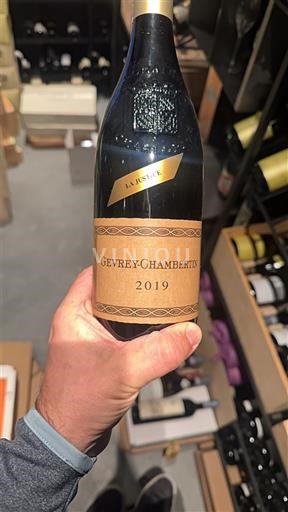 LA JUSTICE
VINIOU
GEVREY-CHAMBERTIN
2019